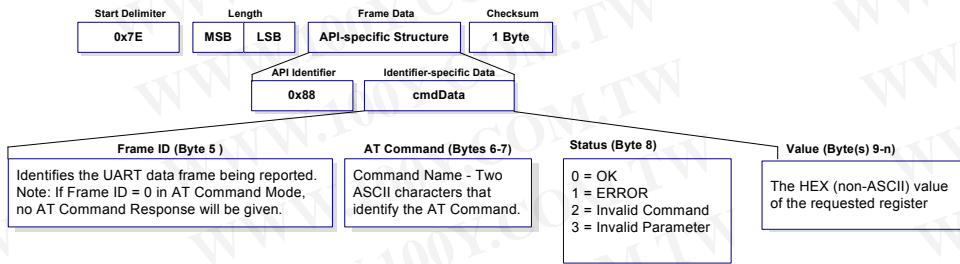 Start Delimiter Length Frame Data Checksum
0x7E MSB LSB API-specific Structure 1 Byte
API Identifier Identifier-specific Data
0x88 cmdData
Frame ID (Byte 5 )
Identifies the UART data frame being reported.
Note: If Frame ID = 0 in AT Command Mode,
no AT Command Response will be given.
AT Command (Bytes 6-7)
Command Name - Two
ASCII characters that
identify the AT Command.
Status (Byte 8)
0 = OK
1 = ERROR
2 = Invalid Command
3 = Invalid Parameter
Value (Byte(s) 9-n)
The HEX (non-ASCII) value
of the requested register
WWW.100Y.COM.TW